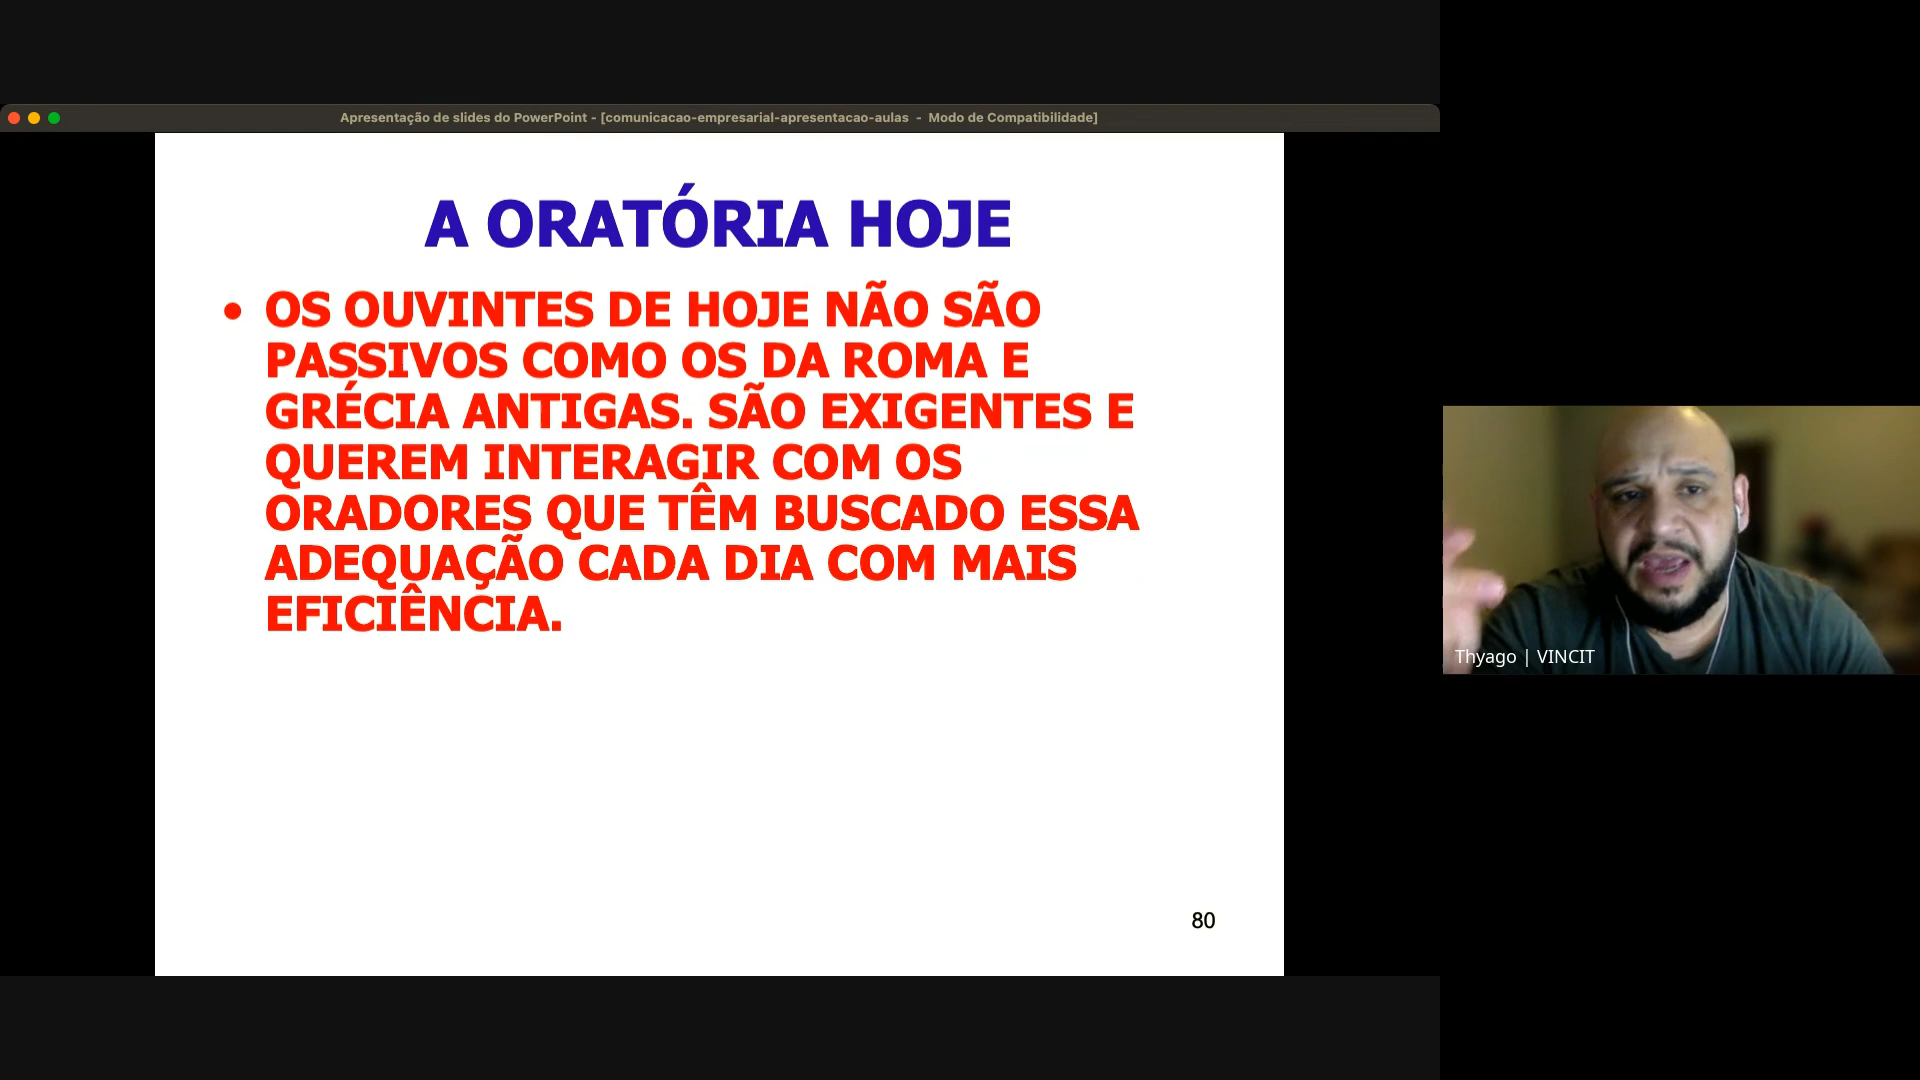 Apresentação de slides do PowerPoint - [comunicacao-empresarial-apresentacao-aulas  -  Modo de Compatibilidade]
A ORATÓRIA HOJE
• OS OUVINTES DE HOJE NÃO SÃO
PASSIVOS COMO OS DA ROMA E
GRÉCIA ANTIGAS. SÃO EXIGENTES E
QUEREM INTERAGIR COM OS
ORADORES QUE TÊM BUSCADO ESSA
ADEQUAÇÃO CADA DIA COM MAIS
EFICIÊNCIA.
Thyago | VINCIT
80